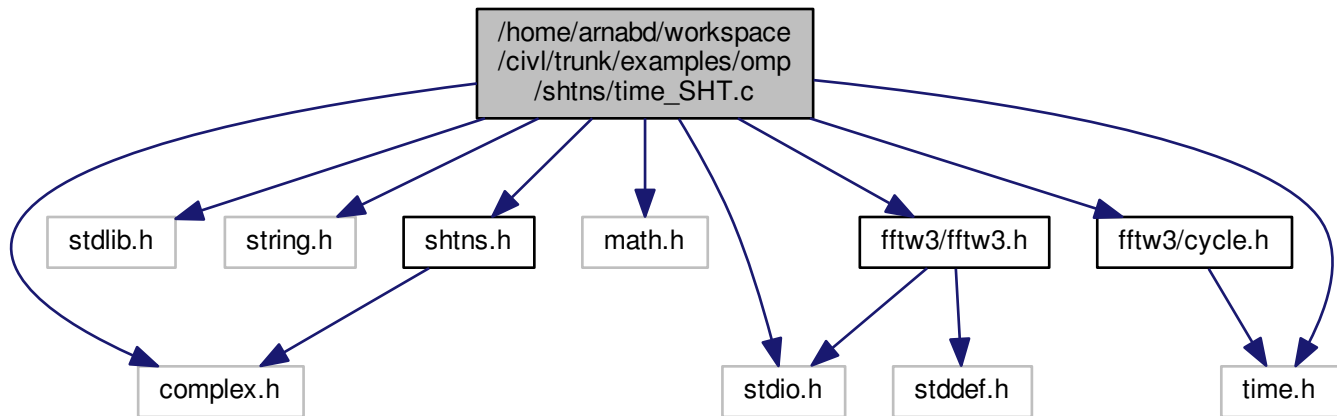 /home/arnabd/workspace
/civl/trunk/examples/omp
/shtns/time_SHT.c
stdlib.h
string.h
shtns.h
math.h
fftw3/fftw3.h
fftw3/cycle.h
complex.h
stdio.h
stddef.h
time.h